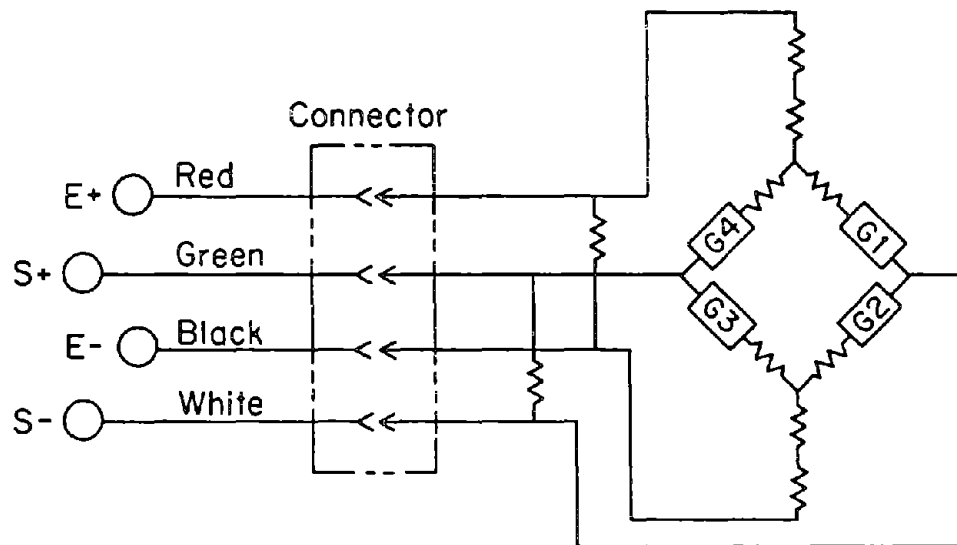 Connector
E+ Red
S+ Green
E- Black
S- White
G4
G1
G3
G2